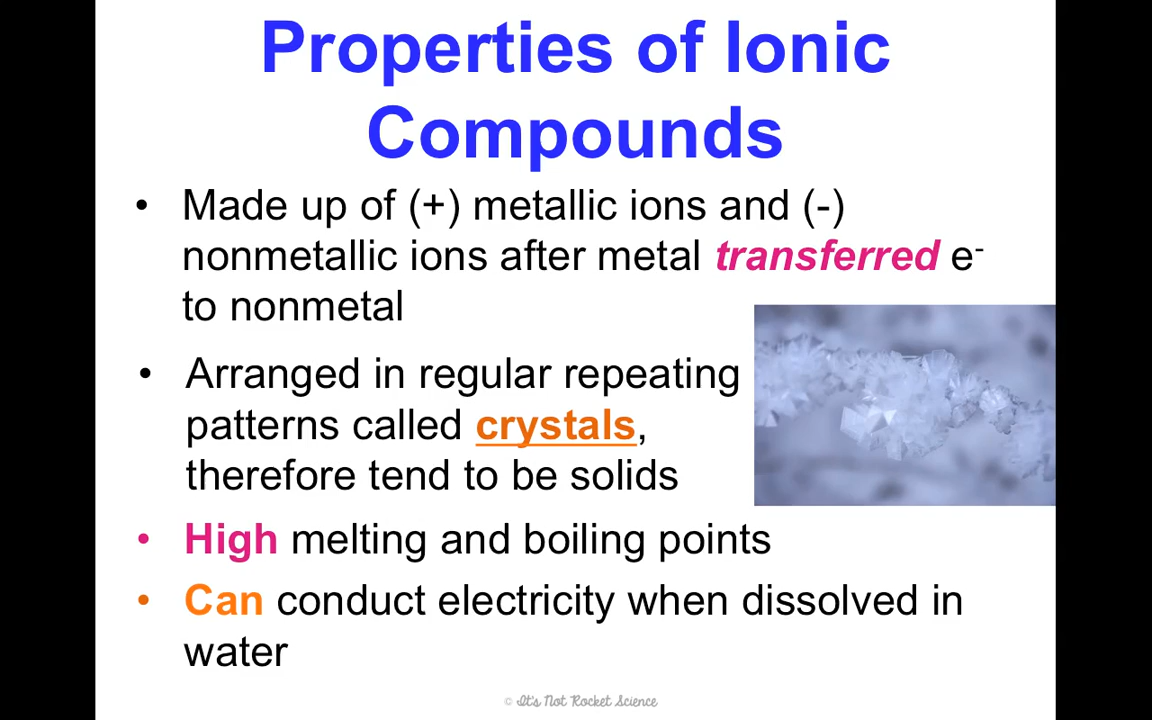 Properties of Ionic
Compounds
• Made up of (+) metallic ions and (-)
nonmetallic ions after metal transferred e⁻
to nonmetal
• Arranged in regular repeating
patterns called crystals,
therefore tend to be solids
• High melting and boiling points
• Can conduct electricity when dissolved in
water
© It's Not Rocket Science